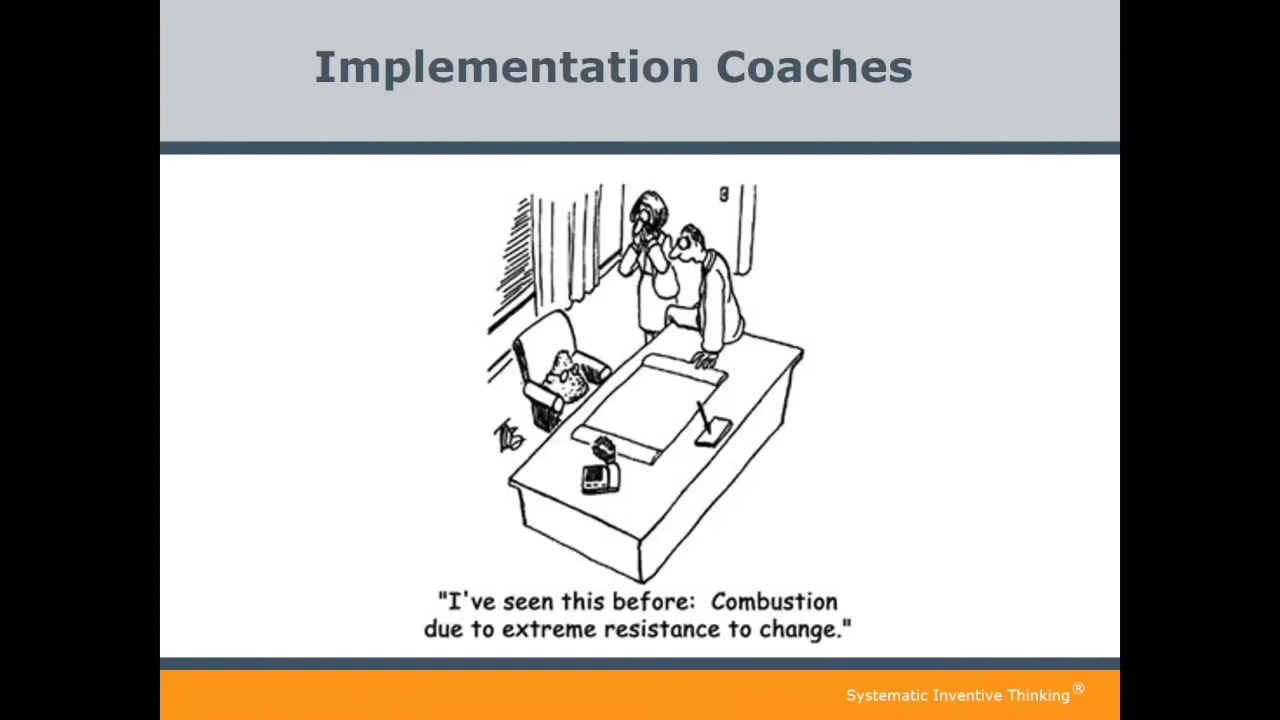 Implementation Coaches
"I've seen this before:  Combustion
due to extreme resistance to change."
Systematic Inventive Thinking®